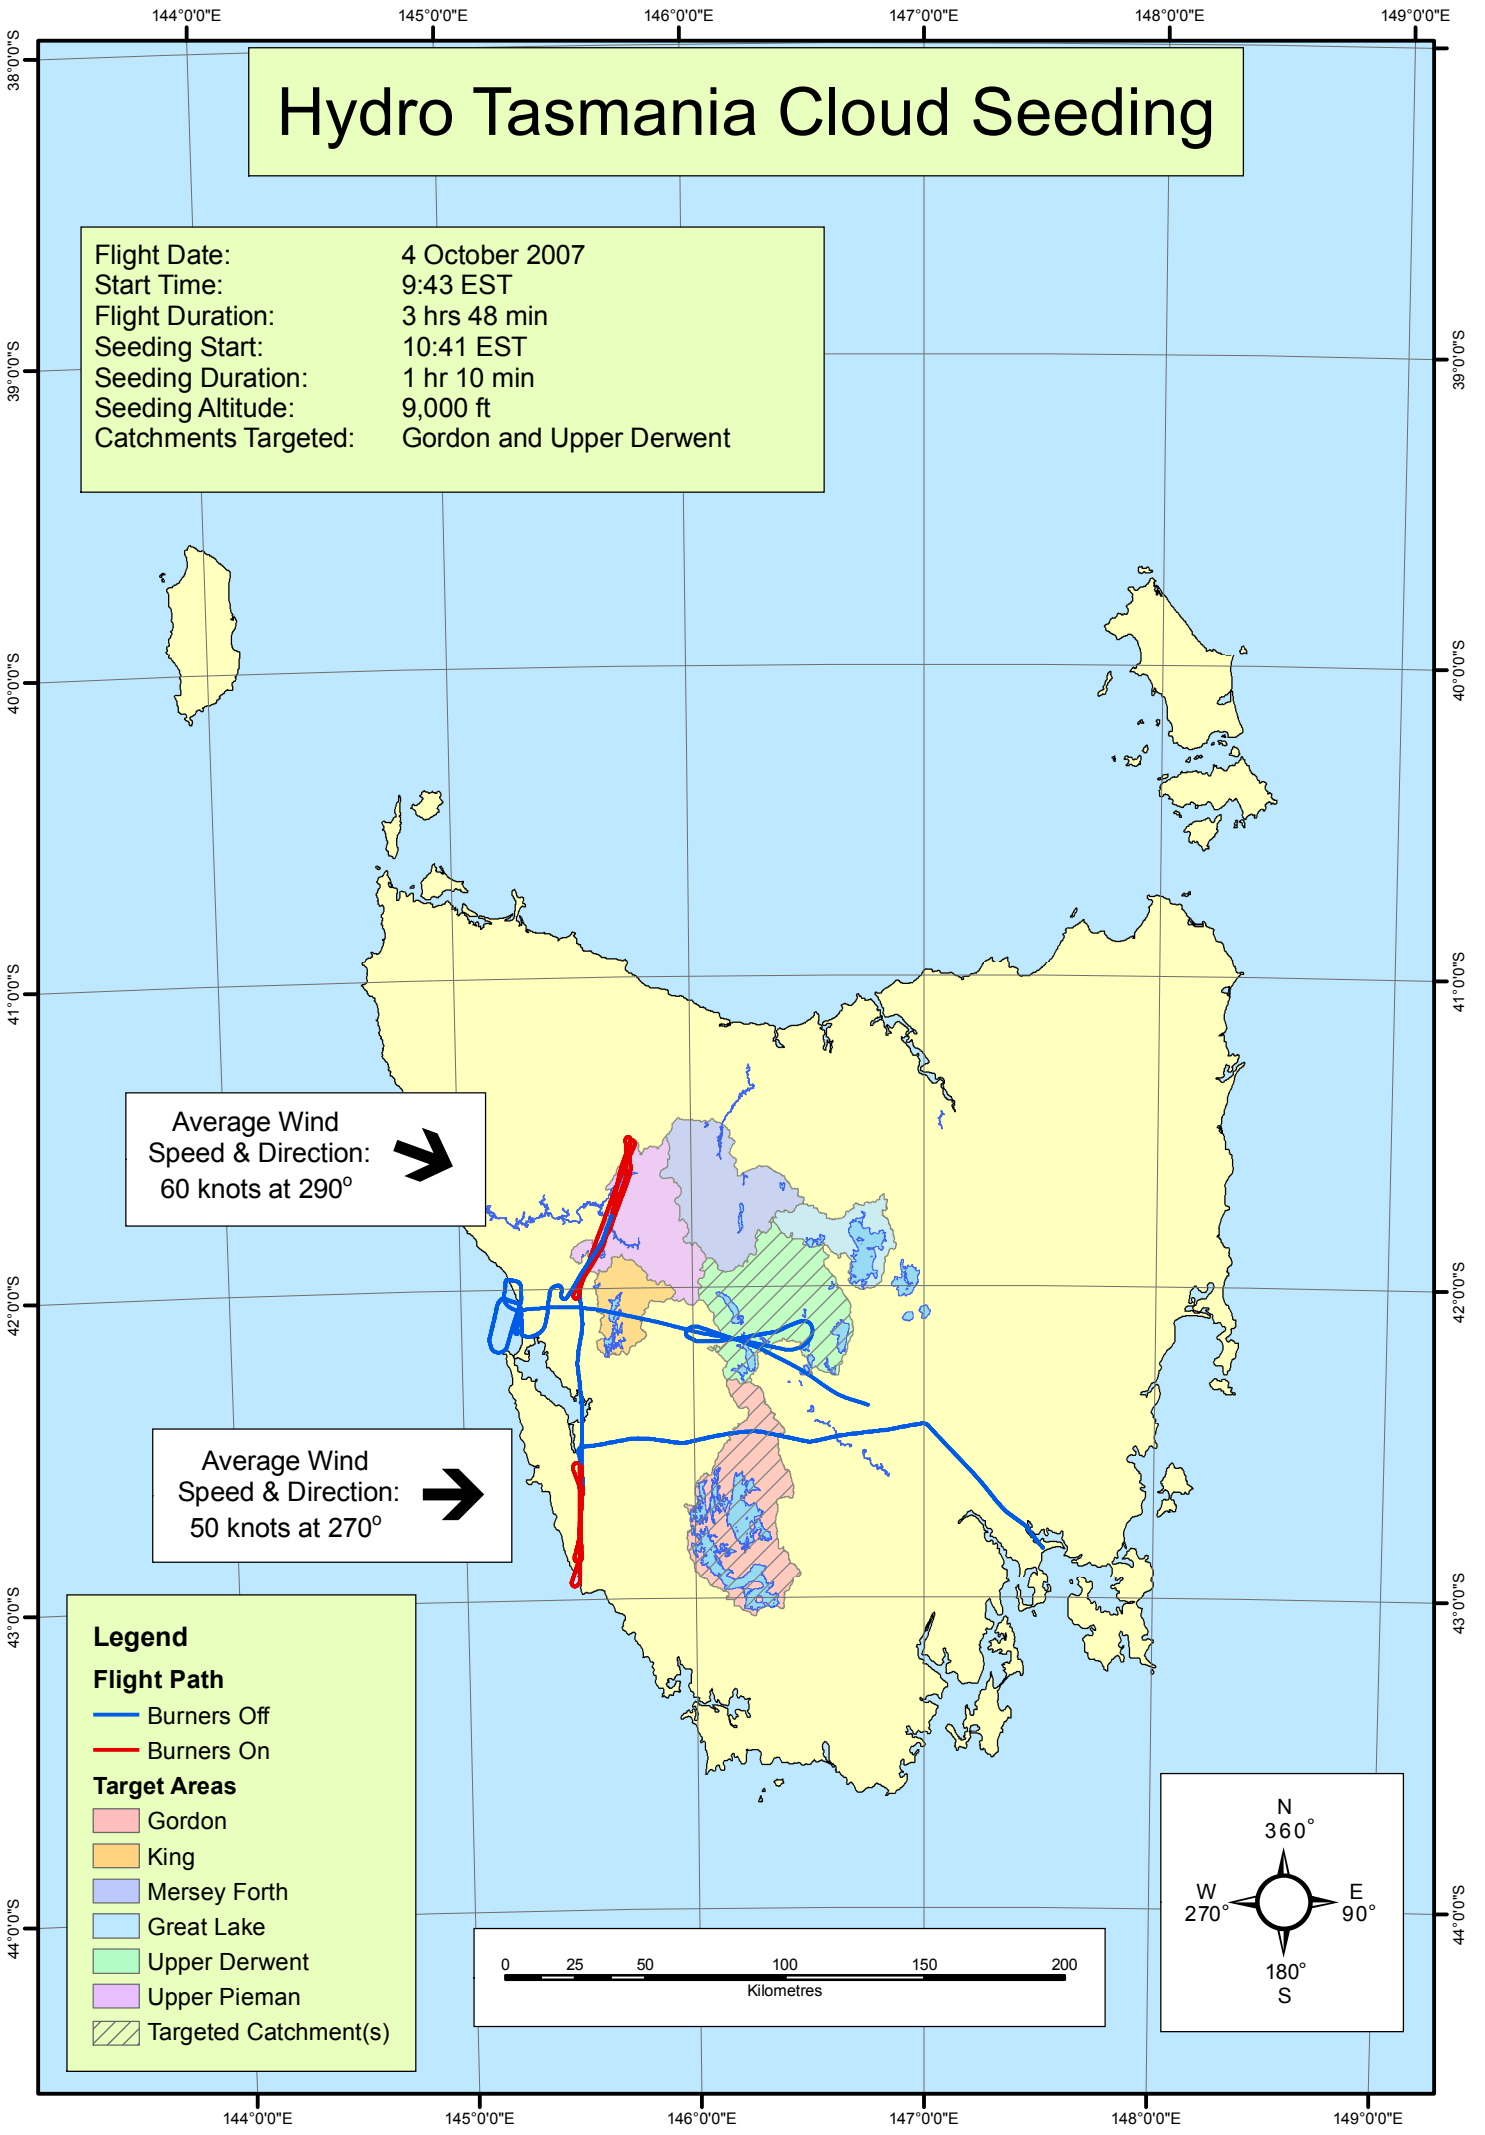 144°0'0"E 145°0'0"E 146°0'0"E 147°0'0"E 148°0'0"E 149°0'0"E
Hydro Tasmania Cloud Seeding
Flight Date: 4 October 2007
Start Time: 9:43 EST
Flight Duration: 3 hrs 48 min
Seeding Start: 10:41 EST
Seeding Duration: 1 hr 10 min
Seeding Altitude: 9,000 ft
Catchments Targeted: Gordon and Upper Derwent
38°0'0"S
39°0'0"S 39°0'0"S
40°0'0"S 40°0'0"S
41°0'0"S 41°0'0"S
Average Wind
Speed & Direction:
60 knots at 290°
42°0'0"S 42°0'0"S
Average Wind
Speed & Direction:
50 knots at 270°
43°0'0"S 43°0'0"S
Legend
Flight Path
Burners Off
Burners On
Target Areas
Gordon
King
Mersey Forth
Great Lake
Upper Derwent
Upper Pieman
Targeted Catchment(s)
44°0'0"S 44°0'0"S
0 25 50 100 150 200
Kilometres
N
360°
W E
270° 90°
180°
S
144°0'0"E 145°0'0"E 146°0'0"E 147°0'0"E 148°0'0"E 149°0'0"E